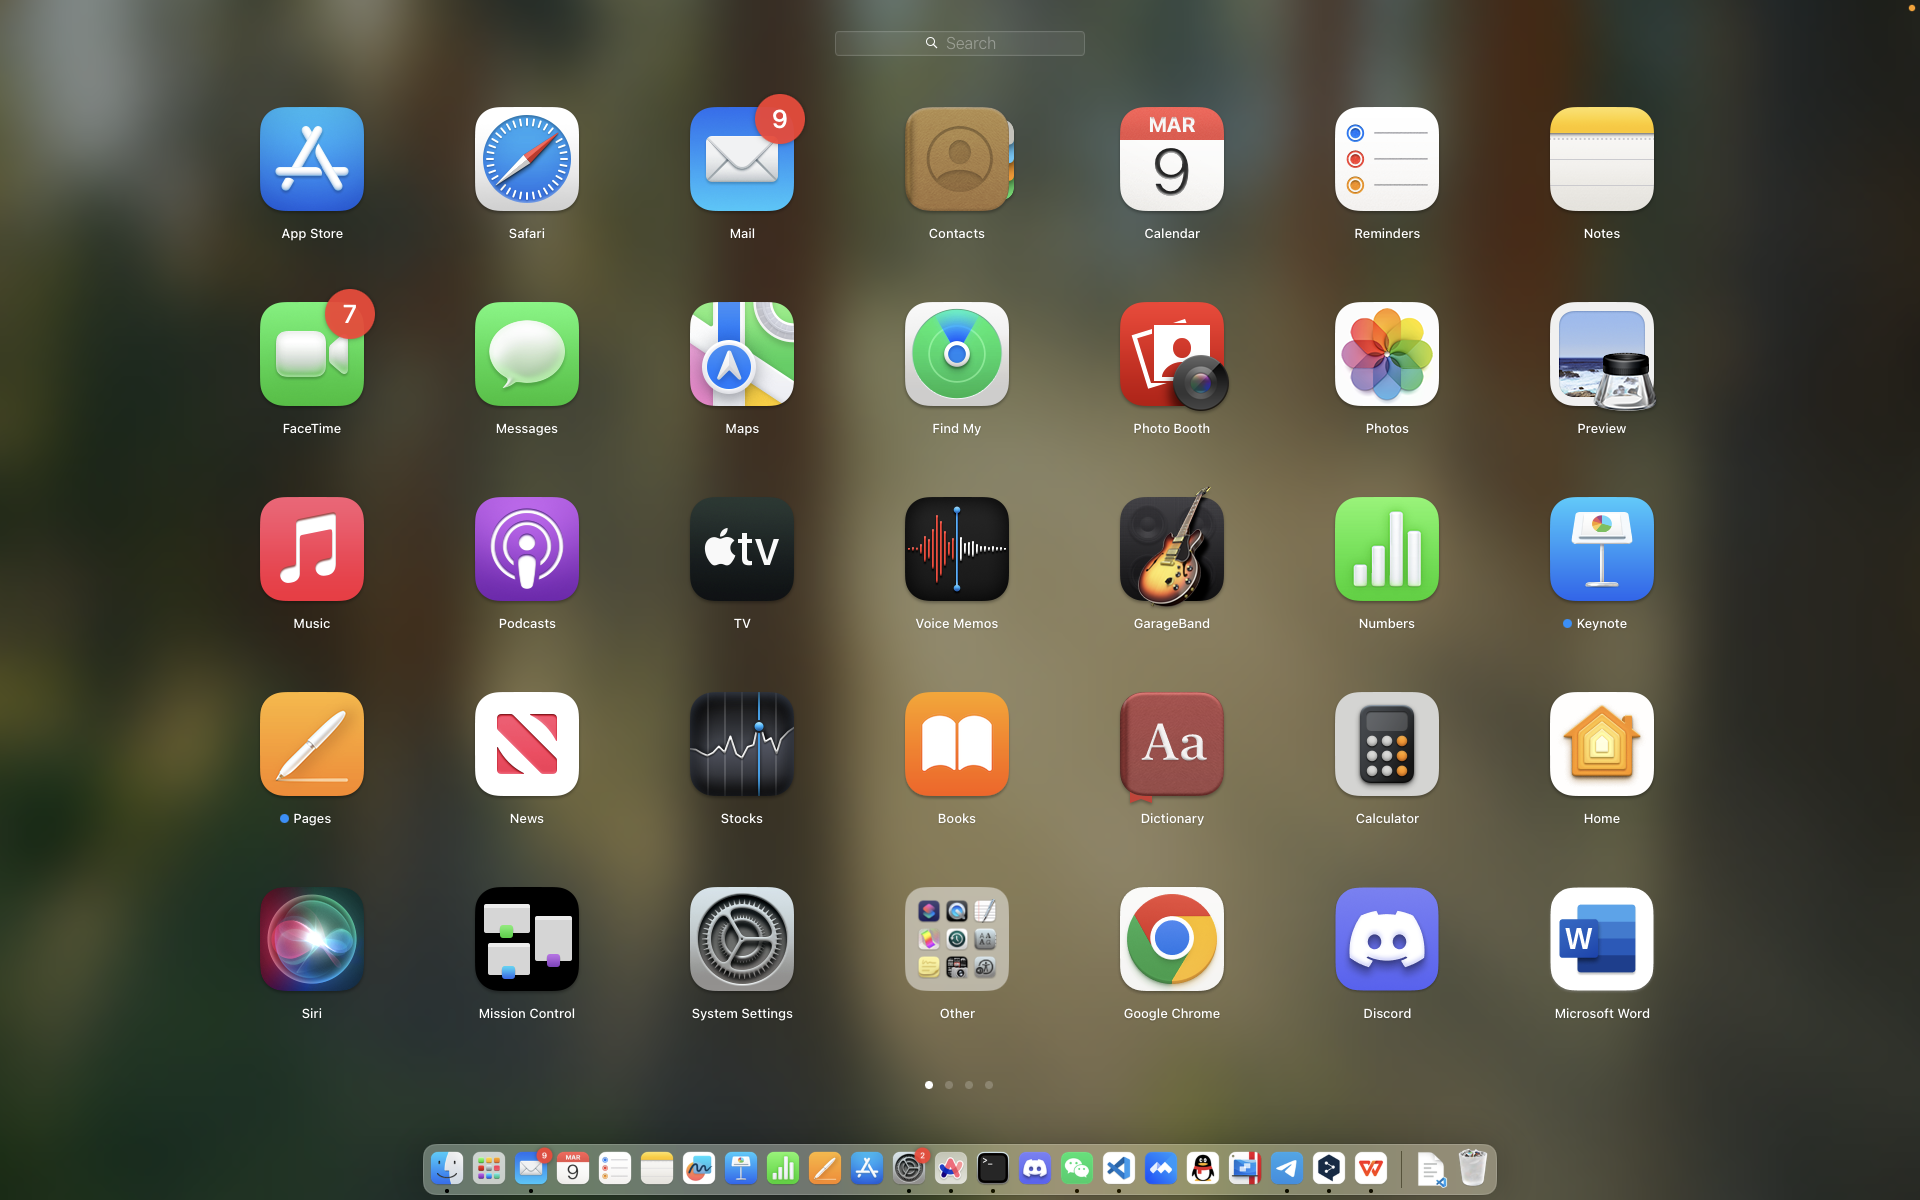 Search
9
MAR
9
App Store
Safari
Mail
Contacts
Calendar
Reminders
Notes
7
FaceTime
Messages
Maps
Find My
Photo Booth
Photos
Preview
tv
Music
Podcasts
TV
Voice Memos
GarageBand
Numbers
Keynote
Aa
Pages
News
Stocks
Books
Dictionary
Calculator
Home
W
Siri
Mission Control
System Settings
Other
Google Chrome
Discord
Microsoft Word
9
MAR
9
2
>_